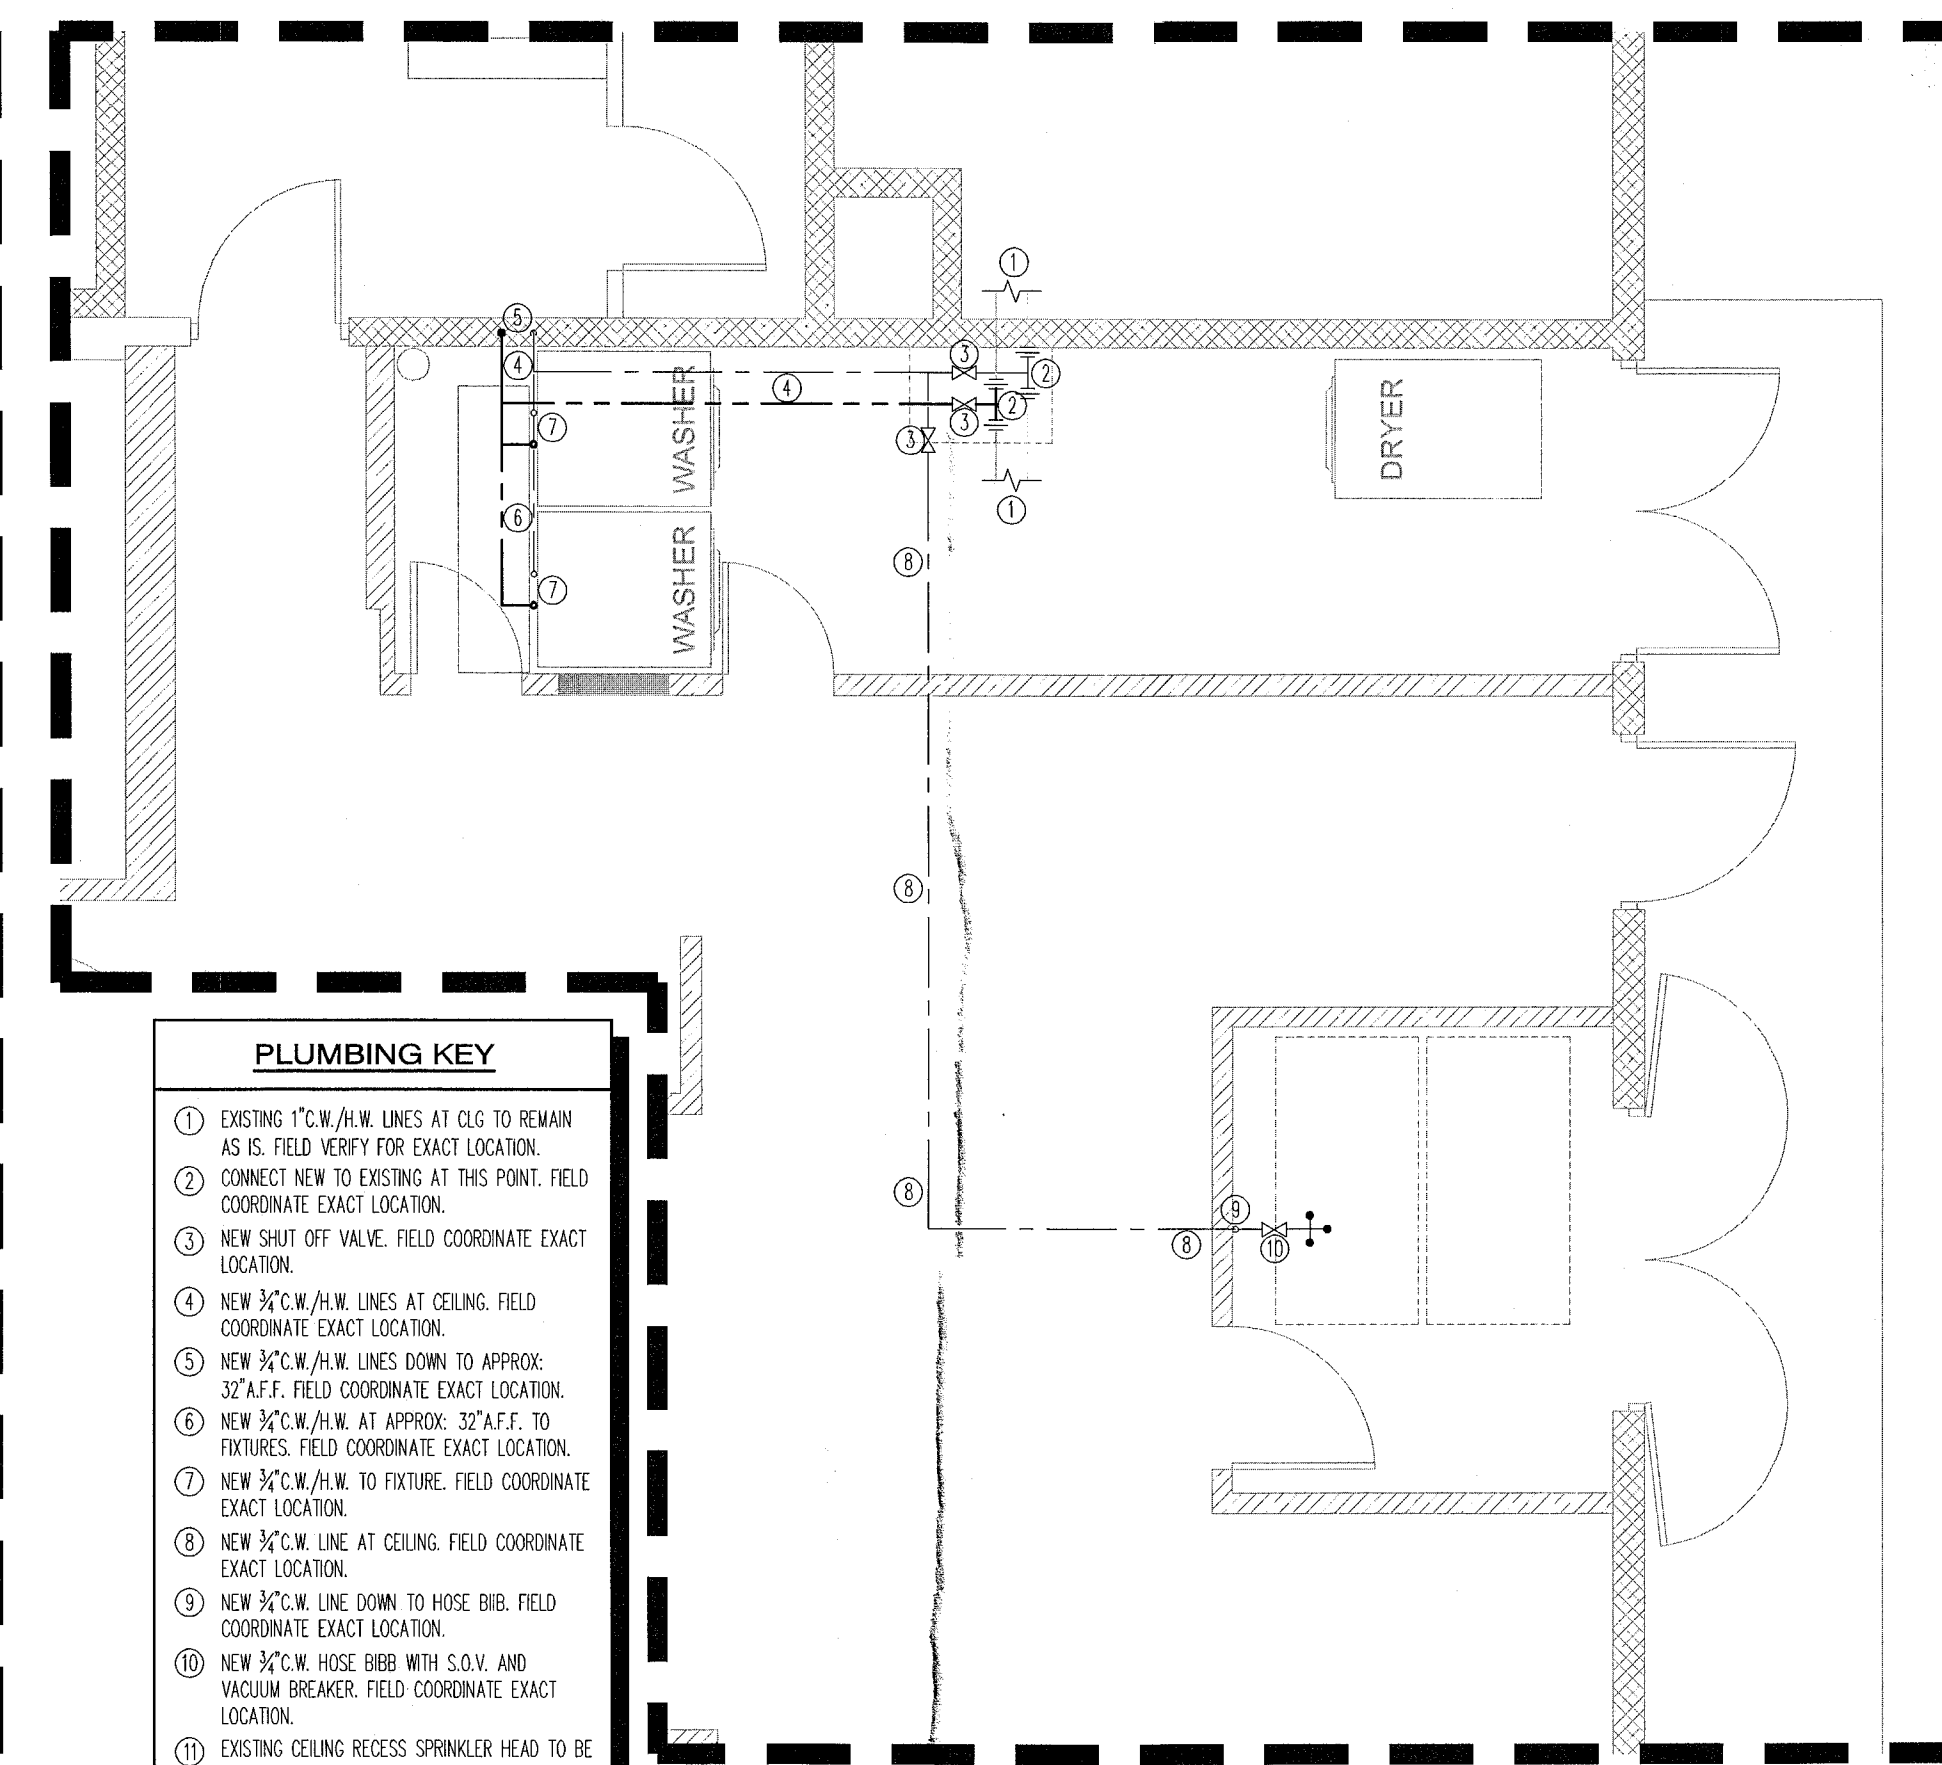 1
5
3
4
2
4
2
3
7
3
WASHER
DRYER
6
1
8
7
WASHER
8
PLUMBING KEY
1 EXISTING 1"C.W./H.W. LINES AT CLG TO REMAIN
AS IS. FIELD VERIFY FOR EXACT LOCATION.
2 CONNECT NEW TO EXISTING AT THIS POINT. FIELD
COORDINATE EXACT LOCATION.
3 NEW SHUT OFF VALVE. FIELD COORDINATE EXACT
LOCATION.
4 NEW ¾"C.W./H.W. LINES AT CEILING. FIELD
COORDINATE EXACT LOCATION.
5 NEW ¾"C.W./H.W. LINES DOWN TO APPROX:
32"A.F.F. FIELD COORDINATE EXACT LOCATION.
6 NEW ¾"C.W./H.W. AT APPROX: 32"A.F.F. TO
FIXTURES. FIELD COORDINATE EXACT LOCATION.
7 NEW ¾"C.W./H.W. TO FIXTURE. FIELD COORDINATE
EXACT LOCATION.
8 NEW ¾"C.W. LINE AT CEILING. FIELD COORDINATE
EXACT LOCATION.
9 NEW ¾"C.W. LINE DOWN TO HOSE BIIB. FIELD
COORDINATE EXACT LOCATION.
10 NEW ¾"C.W. HOSE BIBB WITH S.O.V. AND
VACUUM BREAKER. FIELD COORDINATE EXACT
LOCATION.
11 EXISTING CEILING RECESS SPRINKLER HEAD TO BE
8
9
8
10